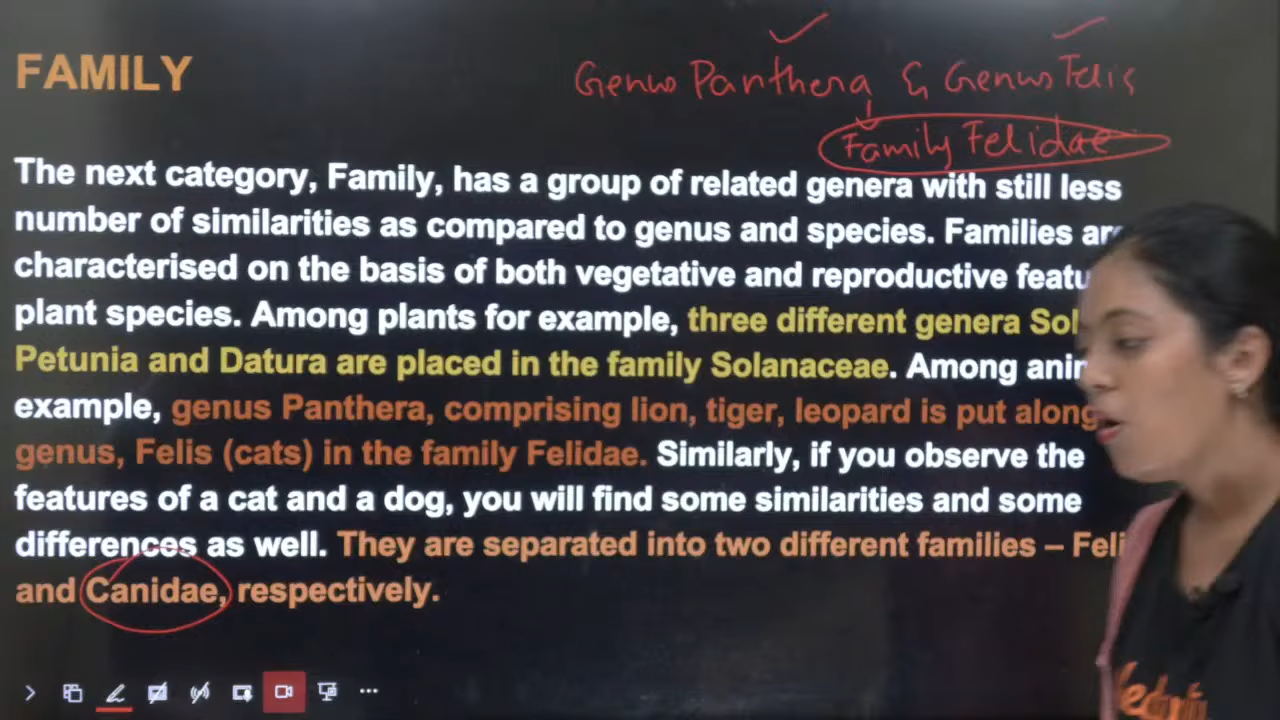 FAMILY
Genus Panthera & Genus Felis
Family Felidae
The next category, Family, has a group of related genera with still less
number of similarities as compared to genus and species. Families are
characterised on the basis of both vegetative and reproductive featu
plant species. Among plants for example, three different genera Sol
Petunia and Datura are placed in the family Solanaceae. Among anim
example, genus Panthera, comprising lion, tiger, leopard is put along
genus, Felis (cats) in the family Felidae. Similarly, if you observe the
features of a cat and a dog, you will find some similarities and some
differences as well. They are separated into two different families – Feli
and Canidae, respectively.
Vedantu